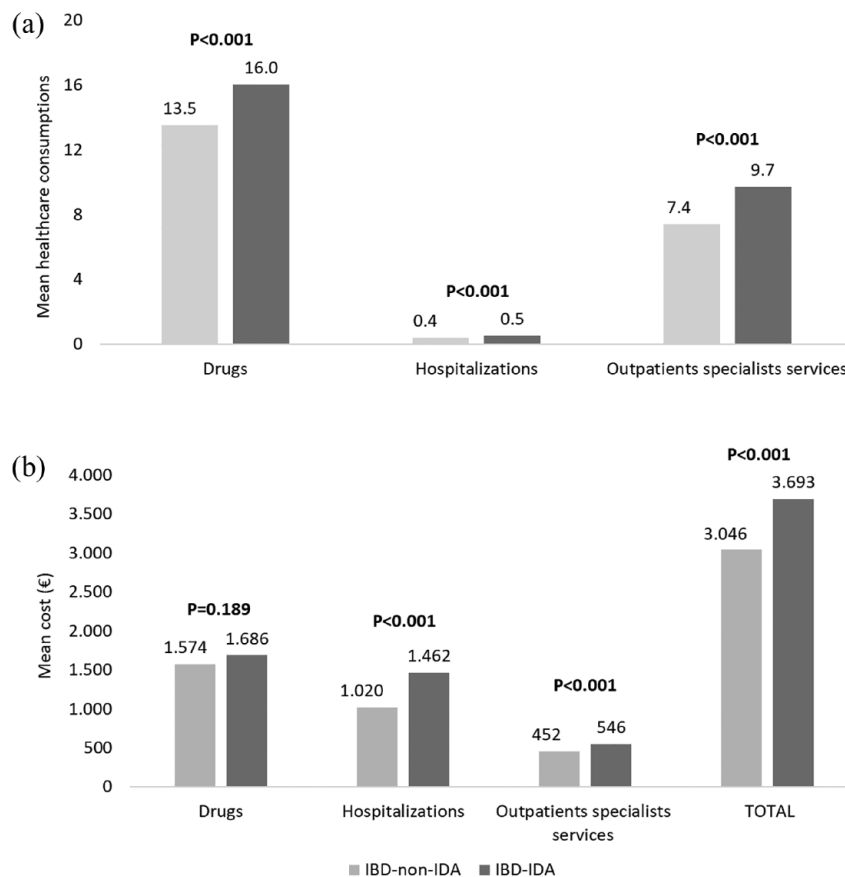 (a)
Mean healthcare consumptions
20
16
12
8
4
0
P<0.001
13.5
16.0
P<0.001
0.4
0.5
P<0.001
7.4
9.7
Drugs
Hospitalizations
Outpatients specialists services
(b)
Mean cost (€)
4.000
3.500
3.000
2.500
2.000
1.500
1.000
500
0
P=0.189
1.574
1.686
P<0.001
1.020
1.462
P<0.001
452
546
P<0.001
3.046
3.693
Drugs
Hospitalizations
Outpatients specialists
services
TOTAL
IBD-non-IDA
IBD-IDA